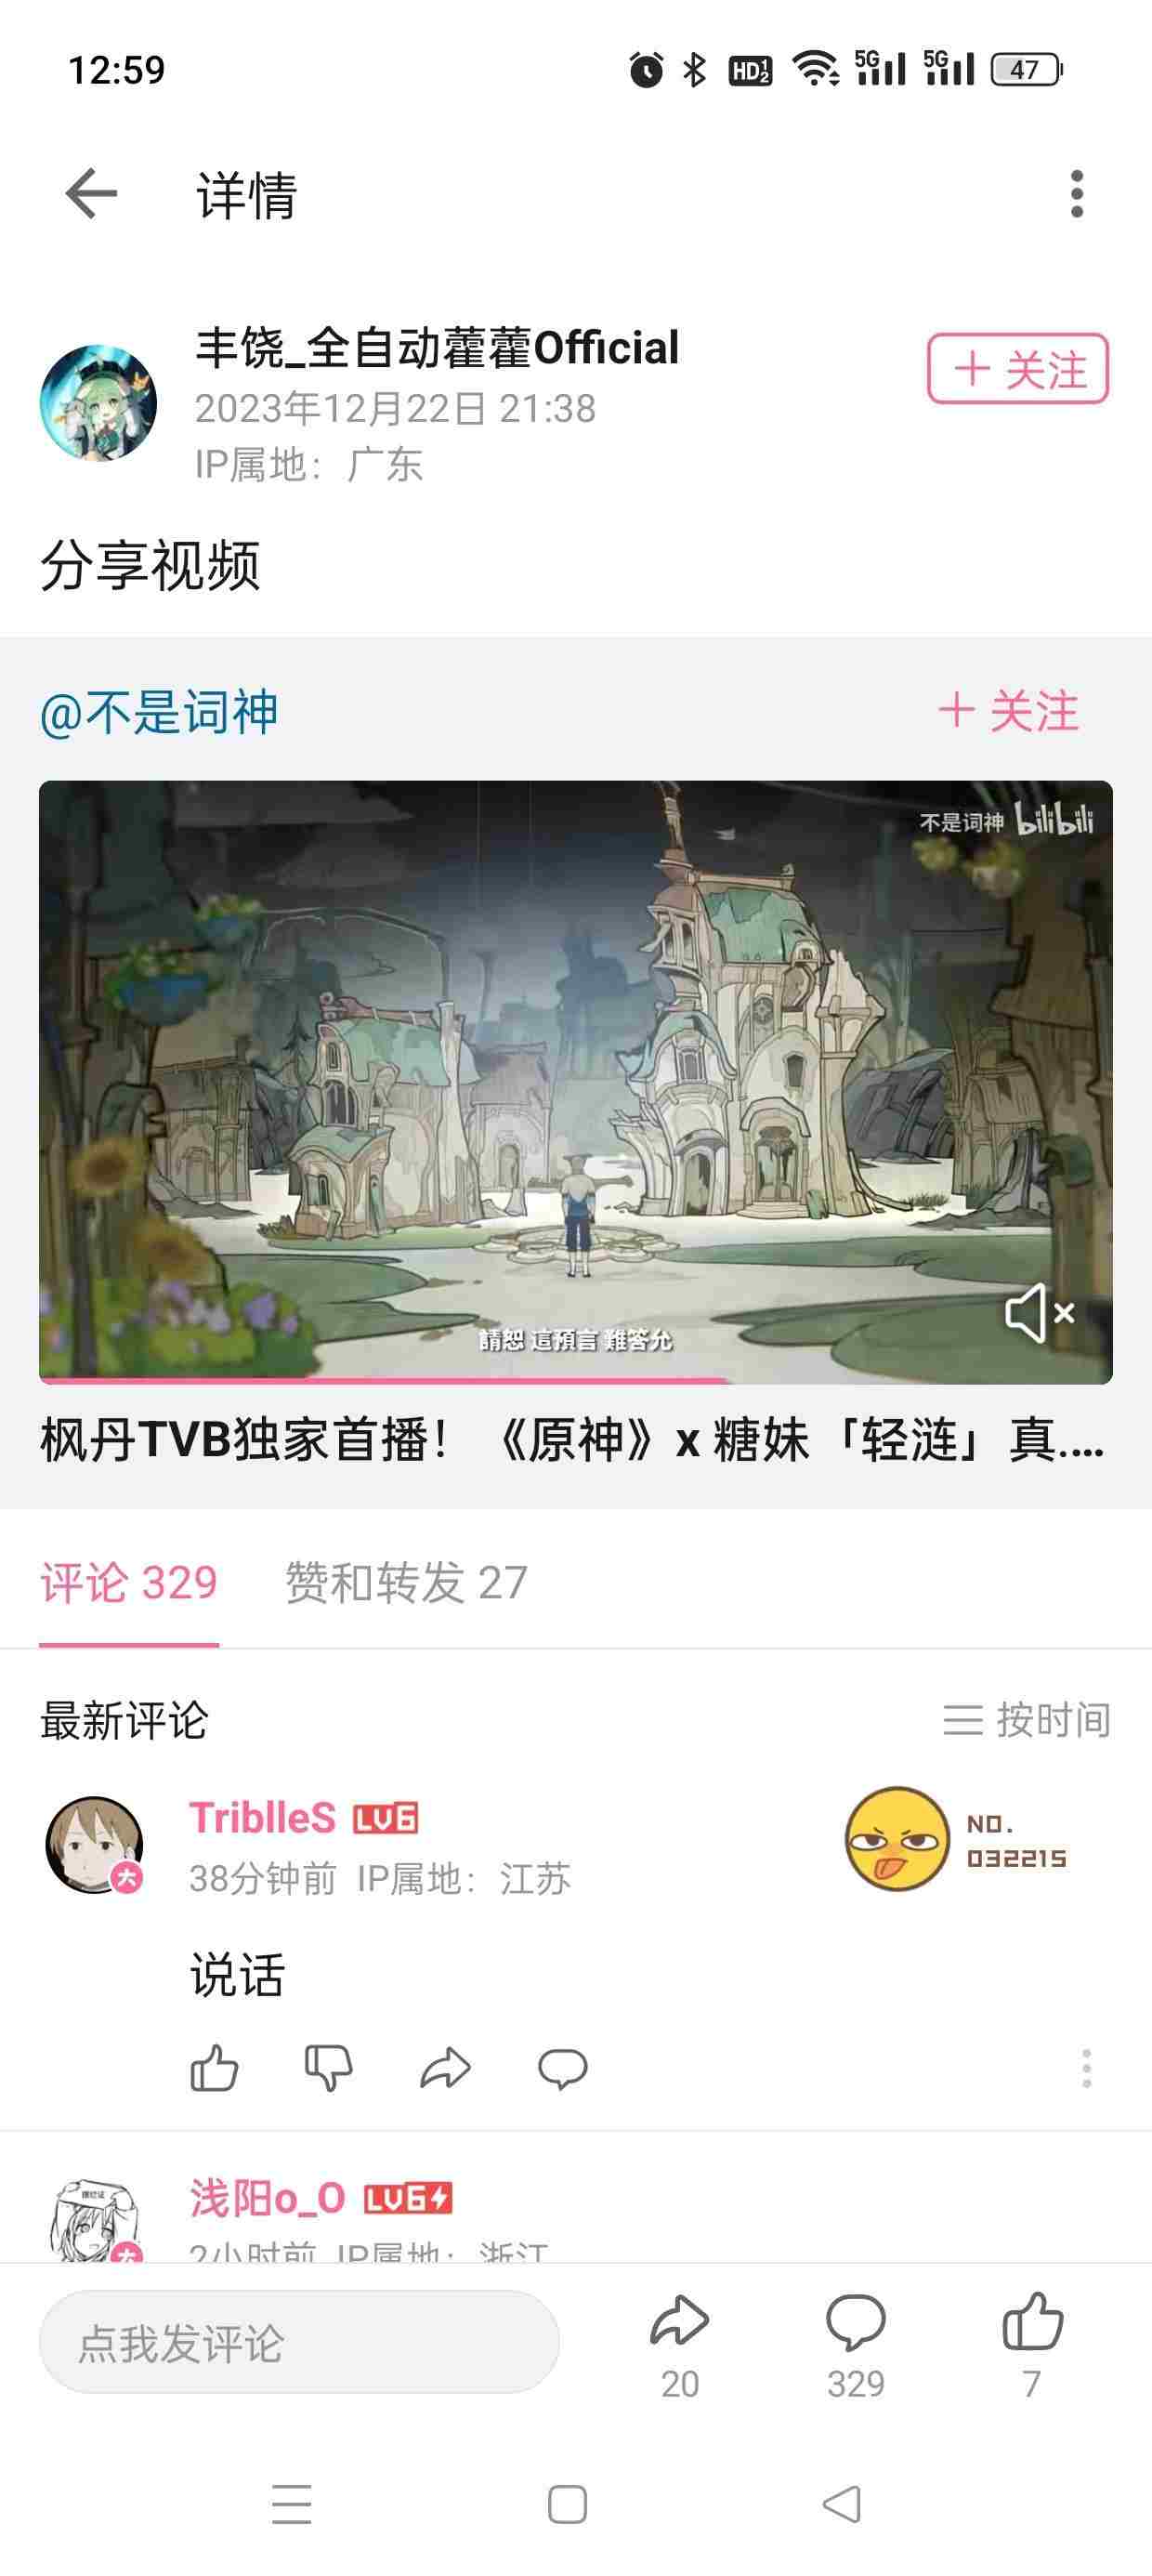 12:59
HD 1 2
5G
5G
47
详情
丰饶_全自动藿藿Official
+ 关注
2023年12月22日 21:38
IP属地：广东
分享视频
@不是词神
+ 关注
不是词神 bilibili
請恕 這預言 難答允
枫丹TVB独家首播！《原神》x 糖妹「轻涟」真....
评论 329
赞和转发 27
最新评论
按时间
TriblleS LV6
NO.
032215
38分钟前 IP属地：江苏
大
说话
浅阳o_O LV6
2小时前 IP属地：浙江
点我发评论
20
329
7